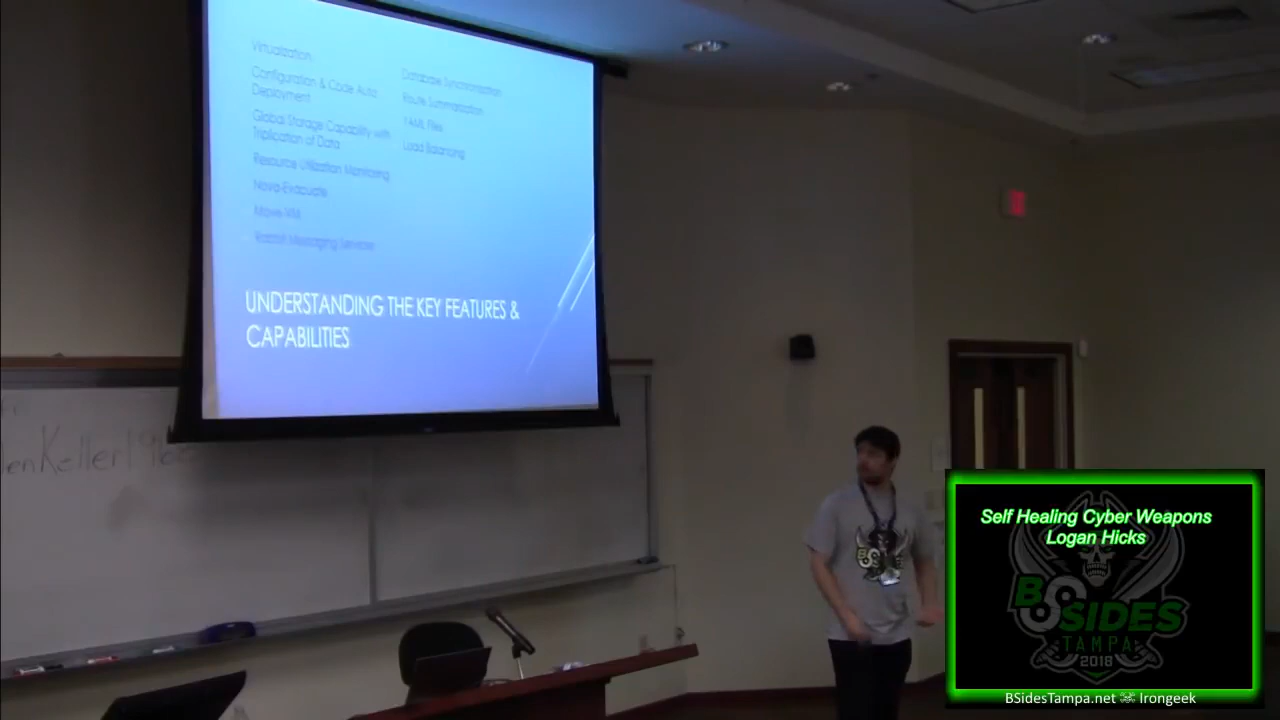 Virtualization
Configuration & Code Auto
Deployment
Global Storage Capability with
Triplication of Data
Resource Utilization Monitoring
Nova-Evacuate
Move-VM
Rabbit Messaging Services
Database Synchronization
Route Summarization
YAML Files
Load Balancing
UNDERSTANDING THE KEY FEATURES &
CAPABILITIES
Self Healing Cyber Weapons
Logan Hicks
BSIDES
TAMPA
2018
BSidesTampa.net Irongeek